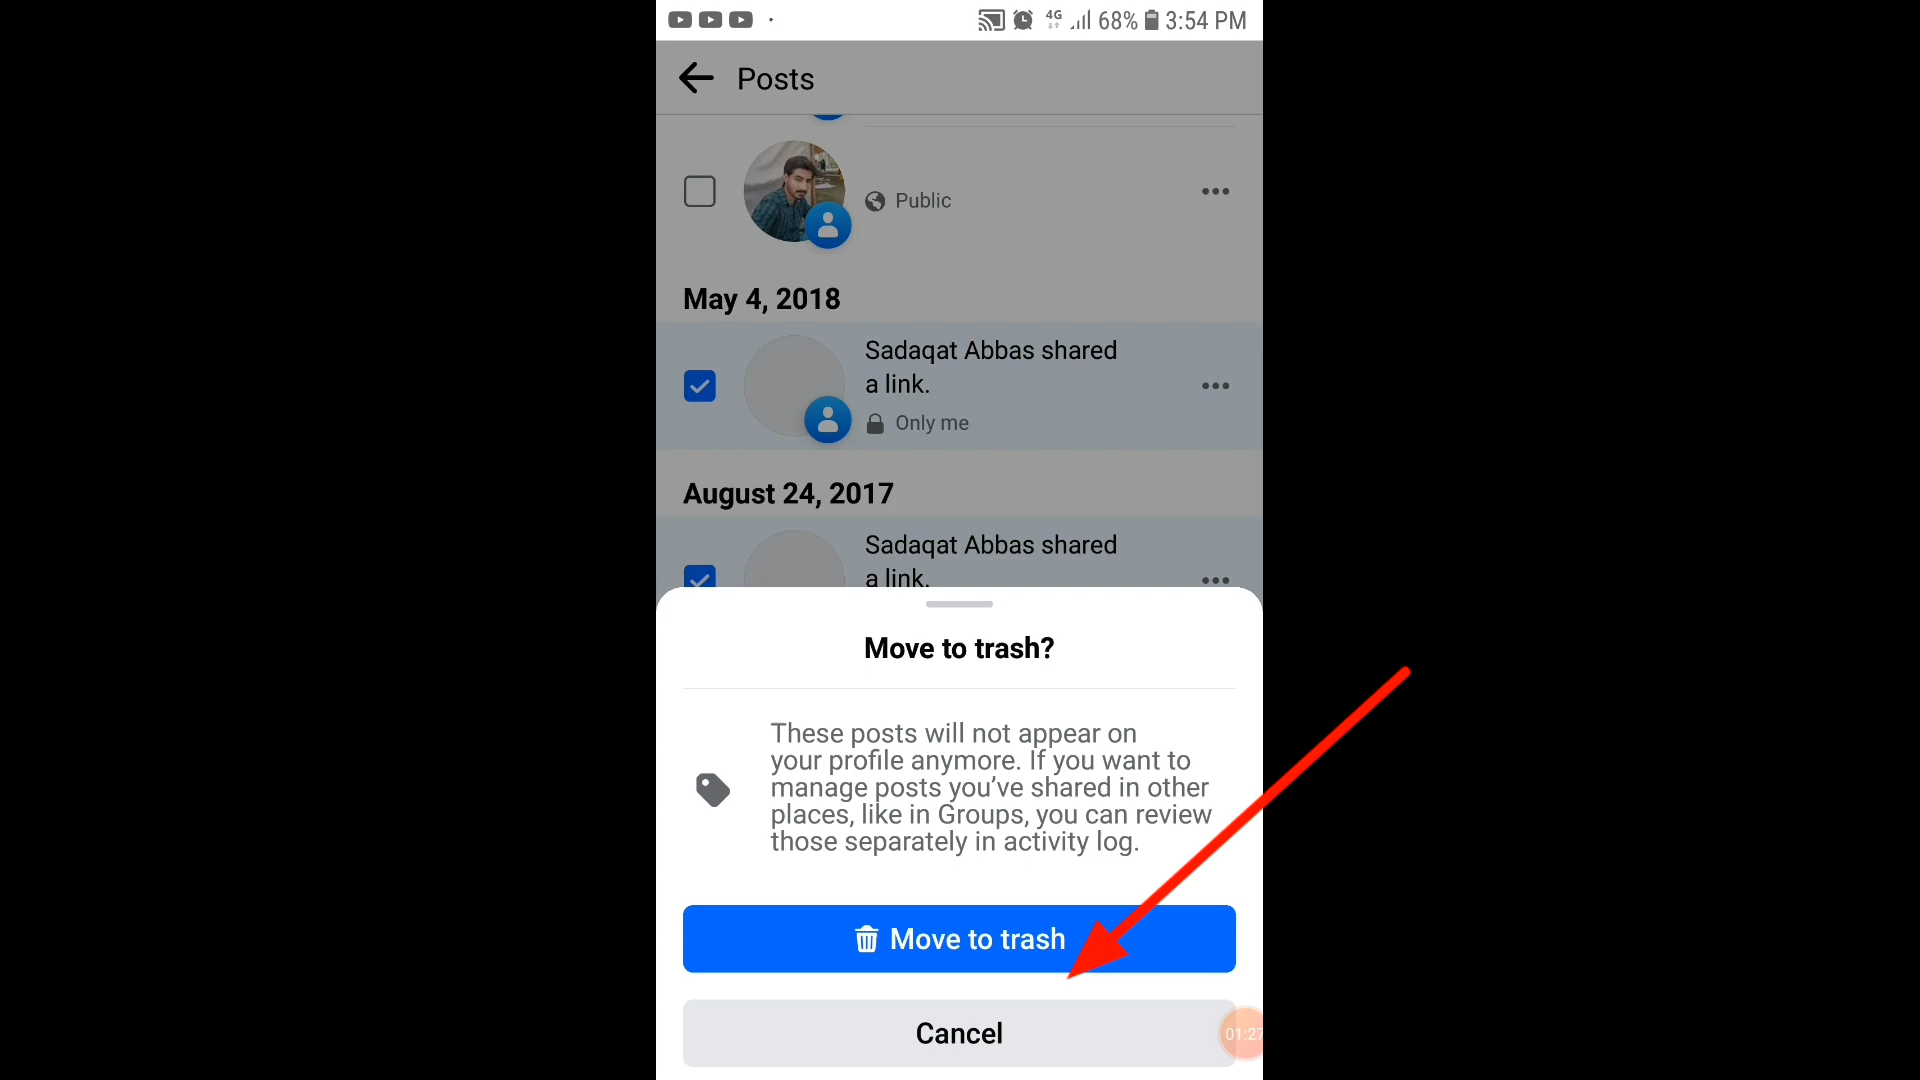 4G 68% 3:54 PM
Posts
Public
May 4, 2018
Sadaqat Abbas shared
a link.
Only me
August 24, 2017
Sadaqat Abbas shared
a link.
Move to trash?
These posts will not appear on
your profile anymore. If you want to
manage posts you’ve shared in other
places, like in Groups, you can review
those separately in activity log.
Move to trash
Cancel
01:27